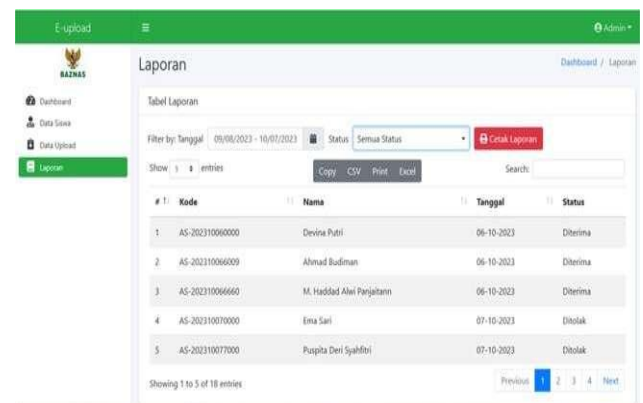 E-upload
Admin
BAZNAS
Dashboard
Data Siswa
Data Upload
Laporan
Laporan
Dashboard / Laporan
Tabel Laporan
Filter by: Tanggal 09/08/2023 - 10/07/2023 Status Semua Status Cetak Laporan
Show 5 entries Copy CSV Print Excel Search:
# Kode Nama Tanggal Status
1 AS-202310060000 Devina Putri 06-10-2023 Diterima
2 AS-202310066009 Ahmad Budiman 06-10-2023 Diterima
3 AS-202310066660 M. Haddad Alwi Panjaitann 06-10-2023 Diterima
4 AS-202310070000 Ema Sari 07-10-2023 Ditolak
5 AS-202310077000 Puspita Deri Syahfitri 07-10-2023 Ditolak
Showing 1 to 5 of 18 entries Previous 1 2 3 4 Next